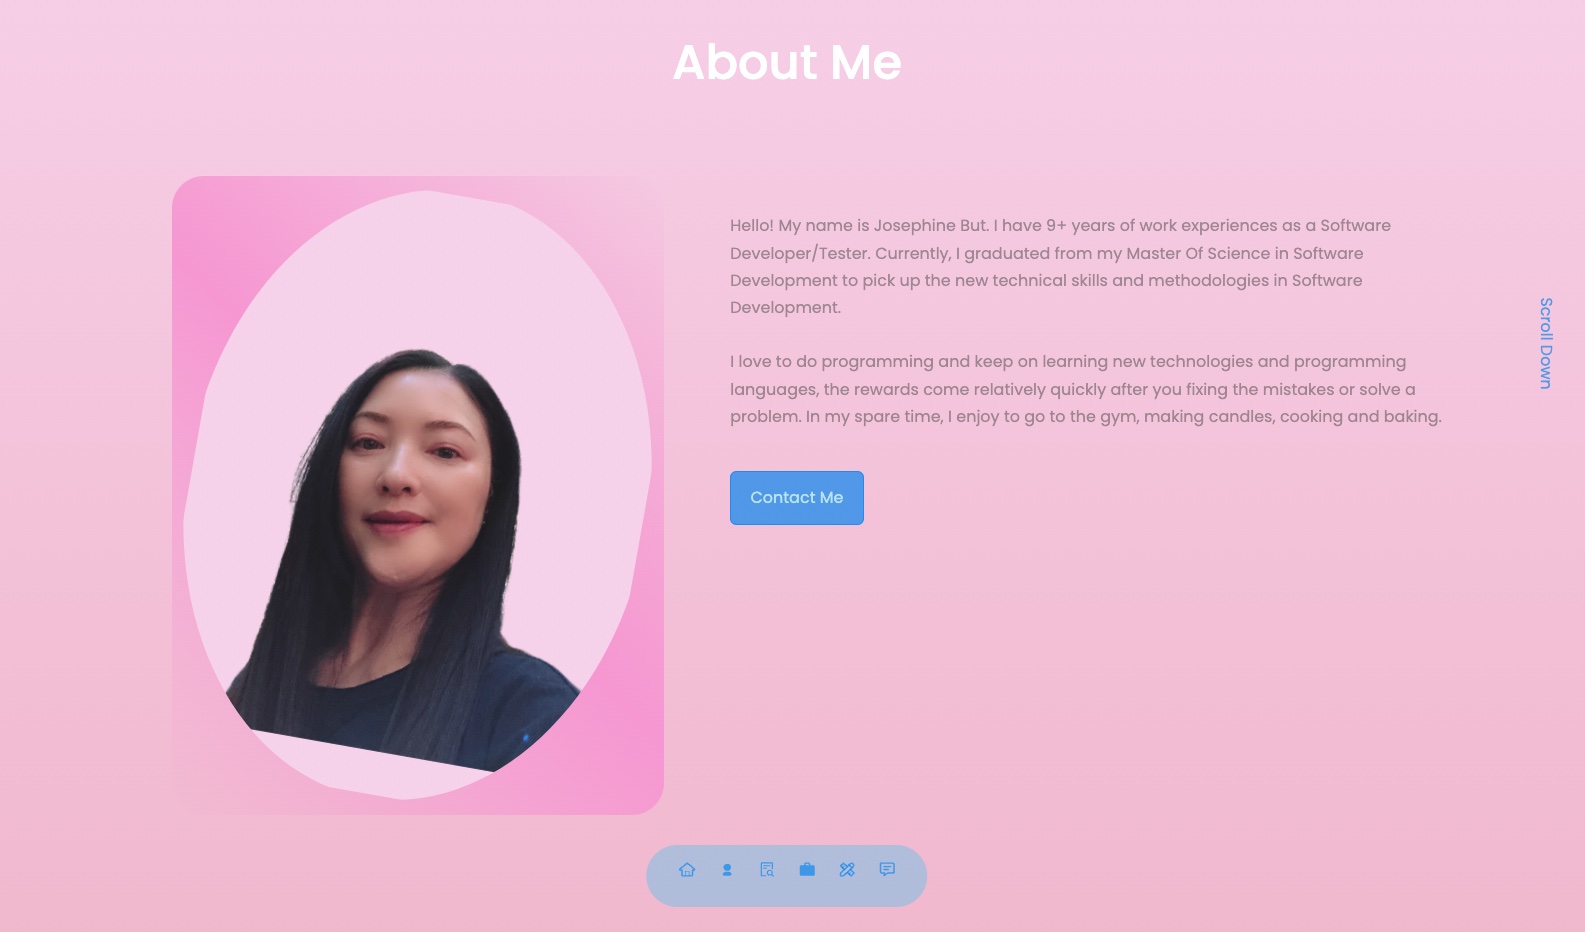 About Me
Hello! My name is Josephine But. I have 9+ years of work experiences as a Software
Developer/Tester. Currently, I graduated from my Master Of Science in Software
Development to pick up the new technical skills and methodologies in Software
Development.
I love to do programming and keep on learning new technologies and programming
languages, the rewards come relatively quickly after you fixing the mistakes or solve a
problem. In my spare time, I enjoy to go to the gym, making candles, cooking and baking.
Contact Me
Scroll Down